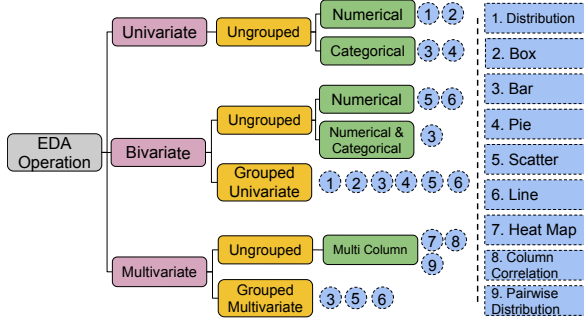 EDA
Operation
Univariate
Ungrouped
Numerical
1 2
Categorical
3 4
Bivariate
Ungrouped
Numerical
5 6
Numerical &
Categorical
3
Grouped
Univariate
1 2 3 4 5 6
Multivariate
Ungrouped
Multi Column
7 8
9
Grouped
Multivariate
3 5 6
1. Distribution
2. Box
3. Bar
4. Pie
5. Scatter
6. Line
7. Heat Map
8. Column
Correlation
9. Pairwise
Distribution